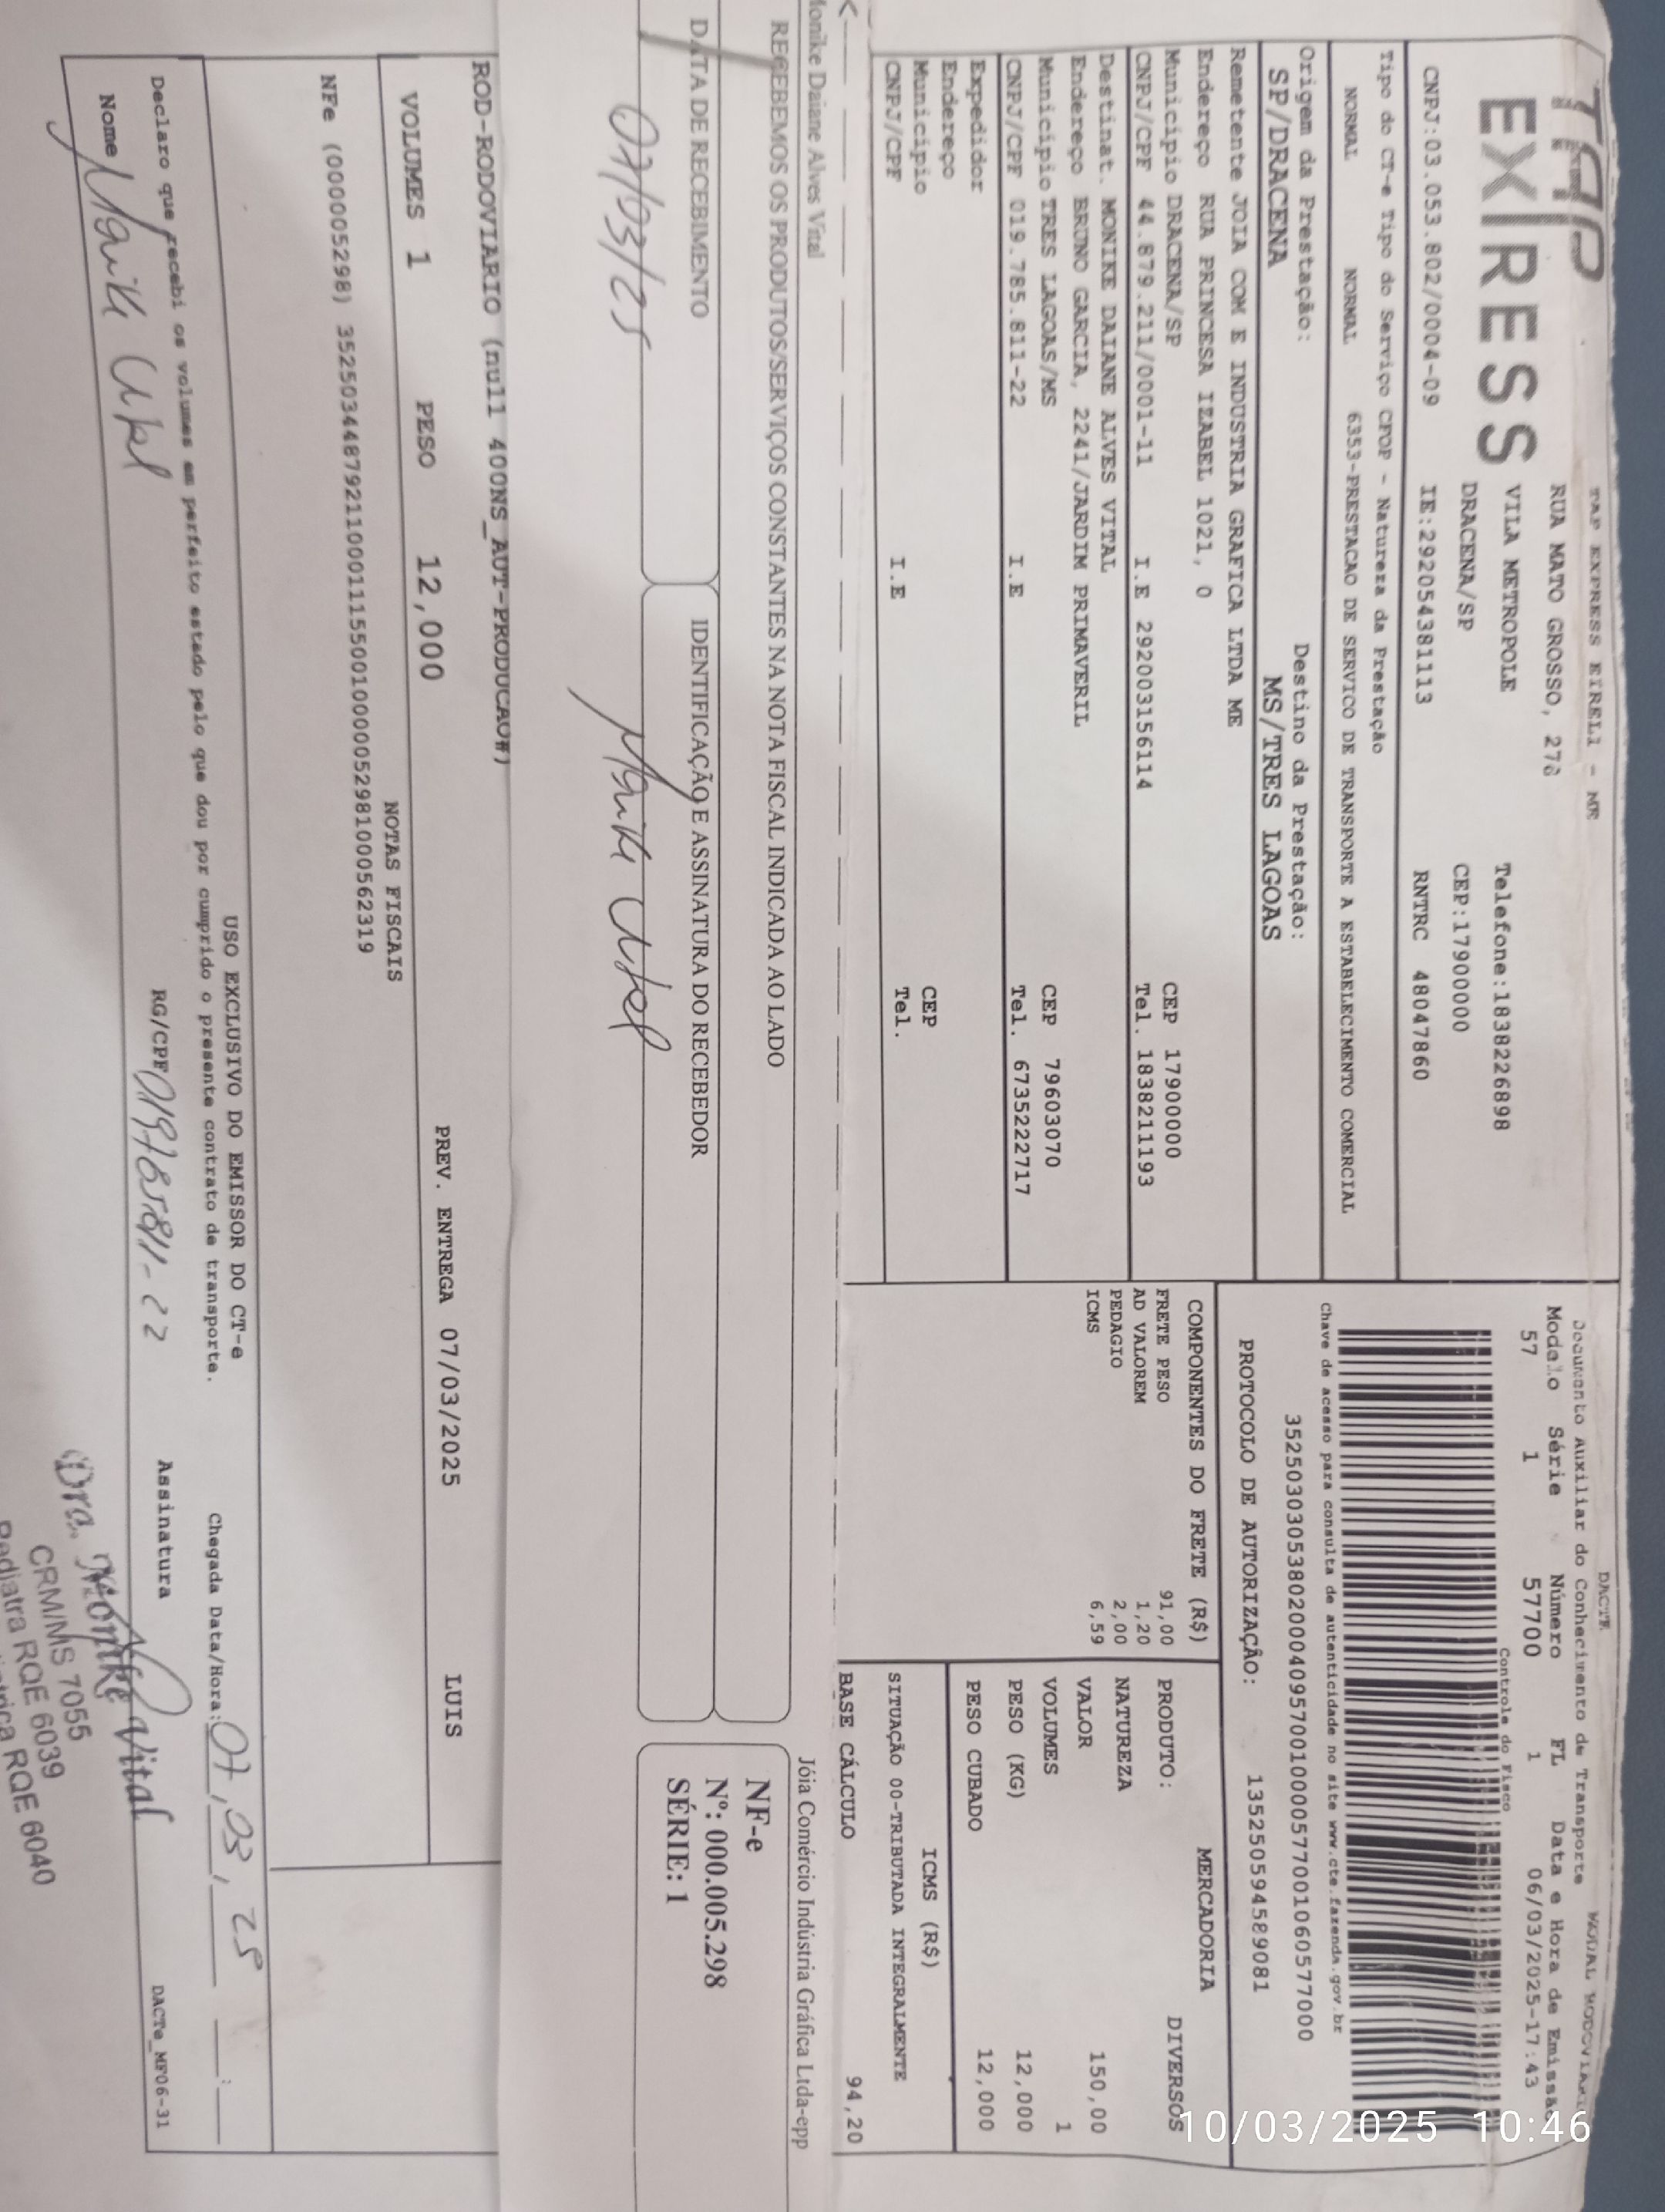 TAP
EX RESS
TAP EXPRESS EIRELI - ME
RUA MATO GROSSO, 278
VILA METROPOLE Telefone:1838226898
DRACENA/SP CEP:17900000
CNPJ:03.053.802/0004-09 IE:292054381113 RNTRC 48047860
Tipo do CT-e Tipo do Serviço CFOP - Natureza da Prestação
NORMAL NORMAL 6353-PRESTACAO DE SERVICO DE TRANSPORTE A ESTABELECIMENTO COMERCIAL
Origem da Prestação: Destino da Prestação:
SP/DRACENA MS/TRES LAGOAS
Remetente JOIA COM E INDUSTRIA GRAFICA LTDA ME
Endereço RUA PRINCESA IZABEL 1021, 0
Município DRACENA/SP CEP 17900000
CNPJ/CPF 44.879.211/0001-11 I.E 292003156114 Tel. 1838211193
Destinat. MONIKE DAIANE ALVES VITAL
Endereço BRUNO GARCIA, 2241/JARDIM PRIMAVERIL
Município TRES LAGOAS/MS CEP 79603070
CNPJ/CPF 019.785.811-22 I.E Tel. 6735222717
Expedidor
Endereço
Município CEP
CNPJ/CPF I.E Tel.
DACTE
Documento Auxiliar do Conhecimento de Transporte MODAL RODOVIARIO
Modelo Série Número FL Data e Hora de Emissão
57 1 57700 1 06/03/2025-17:43
Controle do Fisco
Chave de acesso para consulta de autenticidade no site www.cte.fazenda.gov.br
35250303053802000409570010000577001060577000
PROTOCOLO DE AUTORIZAÇÃO: 135250594589081
COMPONENTES DO FRETE (R$)
FRETE PESO 91,00
AD VALOREM 1,20
PEDAGIO 2,00
ICMS 6,59
MERCADORIA
PRODUTO: DIVERSOS
NATUREZA
VALOR 150,00
VOLUMES 1
PESO (KG) 12,000
PESO CUBADO 12,000
ICMS (R$)
SITUAÇÃO 00-TRIBUTADA INTEGRALMENTE
BASE CÁLCULO 94,20
Monike Daiane Alves Vital
Jóia Comércio Indústria Gráfica Ltda-epp
RECEBEMOS OS PRODUTOS/SERVIÇOS CONSTANTES NA NOTA FISCAL INDICADA AO LADO
DATA DE RECEBIMENTO IDENTIFICAÇÃO E ASSINATURA DO RECEBEDOR
07/03/25
NF-e
Nº: 000.005.298
SÉRIE: 1
ROD-RODOVIARIO (null 400NS_AUT-PRODUCAO#)
VOLUMES 1 PESO 12,000 PREV. ENTREGA 07/03/2025 LUIS
NOTAS FISCAIS
NFe (000005298) 35250344879211000111550010000052981000562319
USO EXCLUSIVO DO EMISSOR DO CT-e
Declaro que recebi os volumes em perfeito estado pelo que dou por cumprido o presente contrato de transporte.
Chegada Data/Hora: 07,03,25 :
Nome RG/CPF 019785811-22 Assinatura DACTe_MF06-31
Dra. Monike A Vital
CRM/MS 7055
Pediatra RQE 6039
RQE 6040
10/03/2025 10:46